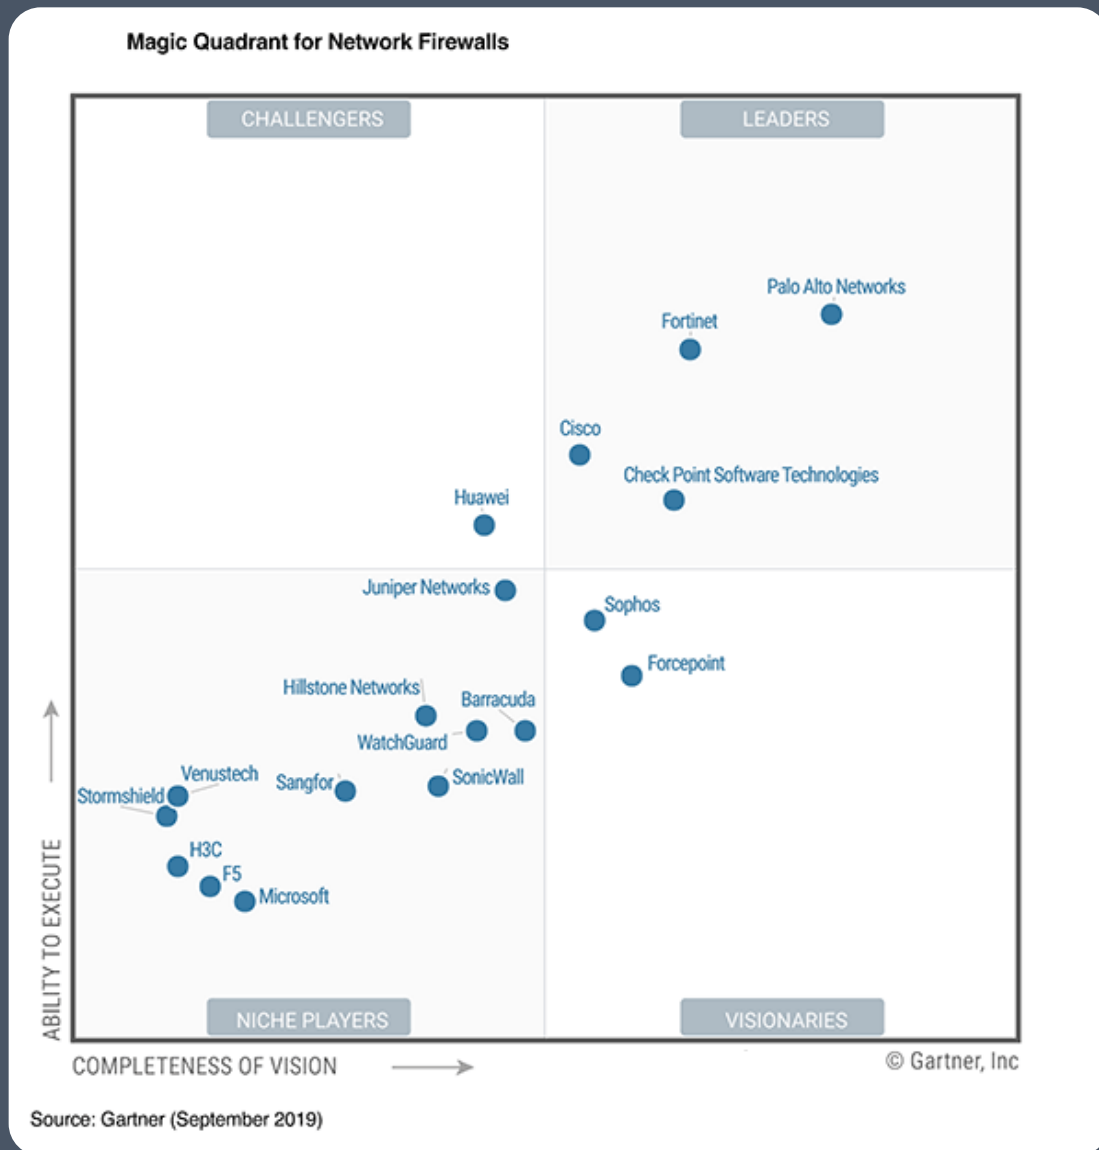 Magic Quadrant for Network Firewalls
CHALLENGERS
LEADERS
Palo Alto Networks
Fortinet
Cisco
Check Point Software Technologies
Huawei
Juniper Networks
Sophos
Forcepoint
Hillstone Networks
Barracuda
WatchGuard
SonicWall
Sangfor
Venustech
Stormshield
H3C
F5
Microsoft
ABILITY TO EXECUTE
NICHE PLAYERS
VISIONARIES
COMPLETENESS OF VISION
© Gartner, Inc
Source: Gartner (September 2019)